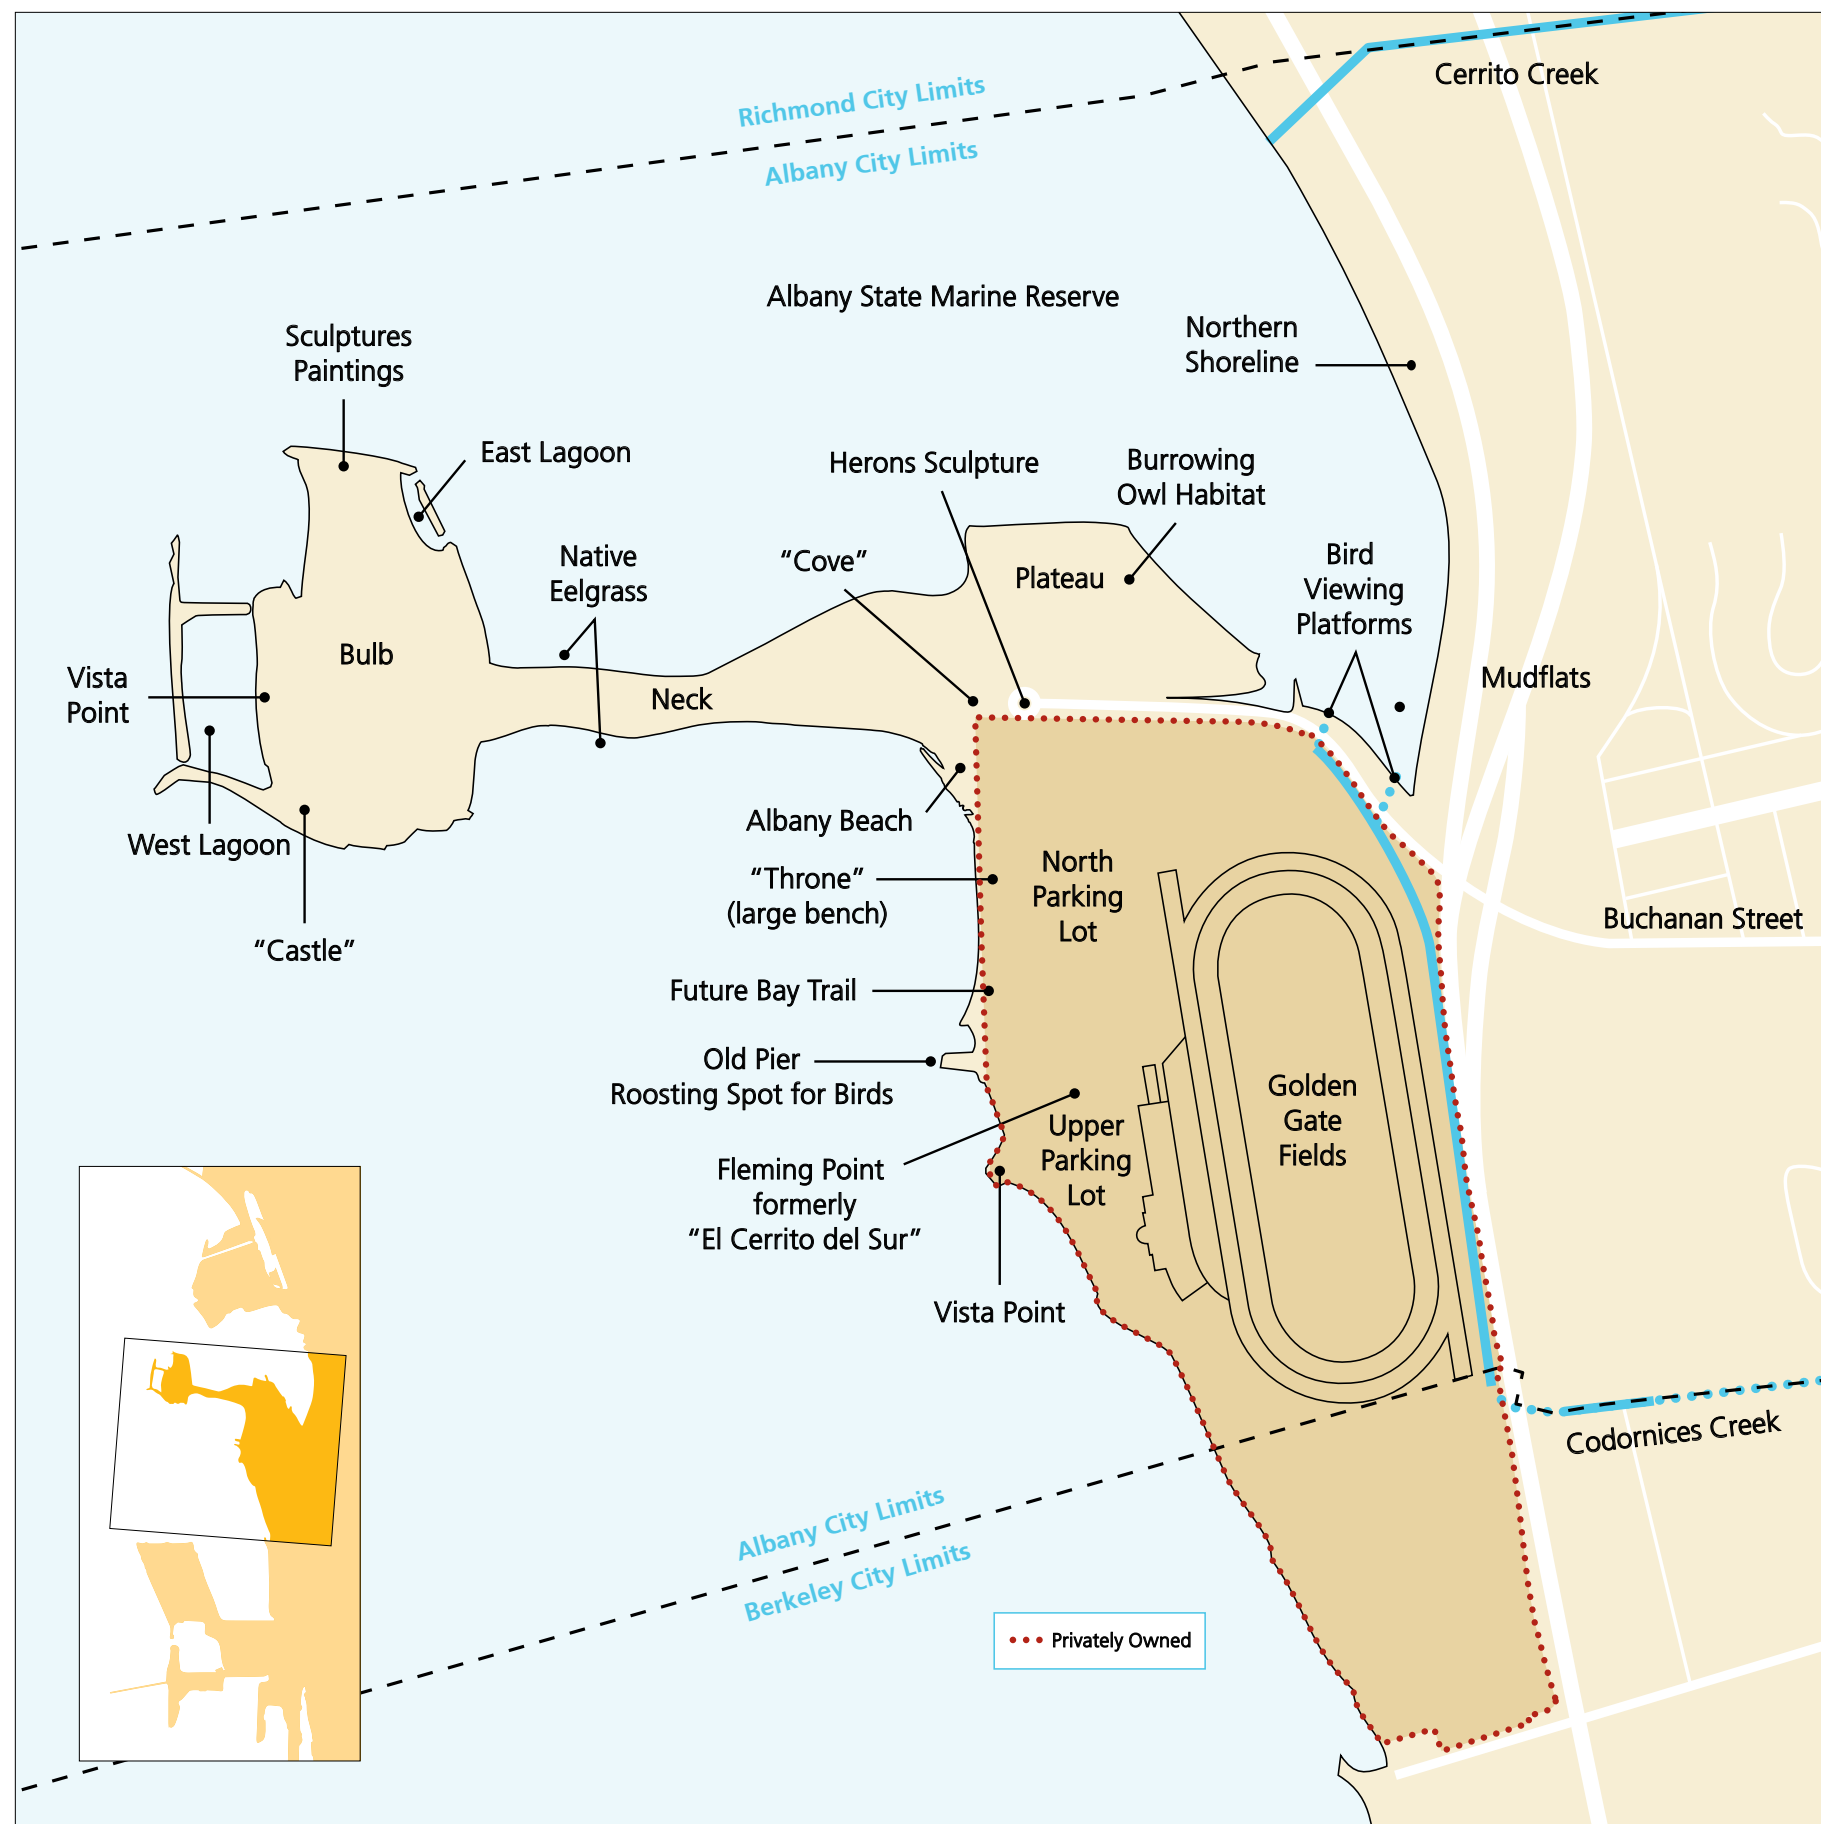 Cerrito Creek
Richmond City Limits
Albany City Limits
Albany State Marine Reserve
Northern
Shoreline
Sculptures
Paintings
East Lagoon
Herons Sculpture
Burrowing
Owl Habitat
Native
Eelgrass
“Cove”
Plateau
Bird
Viewing
Platforms
Bulb
Vista
Point
Neck
Mudflats
West Lagoon
Albany Beach
“Throne”
(large bench)
North
Parking
Lot
Buchanan Street
“Castle”
Future Bay Trail
Old Pier
Roosting Spot for Birds
Golden
Gate
Fields
Upper
Parking
Lot
Fleming Point
formerly
“El Cerrito del Sur”
Vista Point
Codornices Creek
Albany City Limits
Berkeley City Limits
Privately Owned